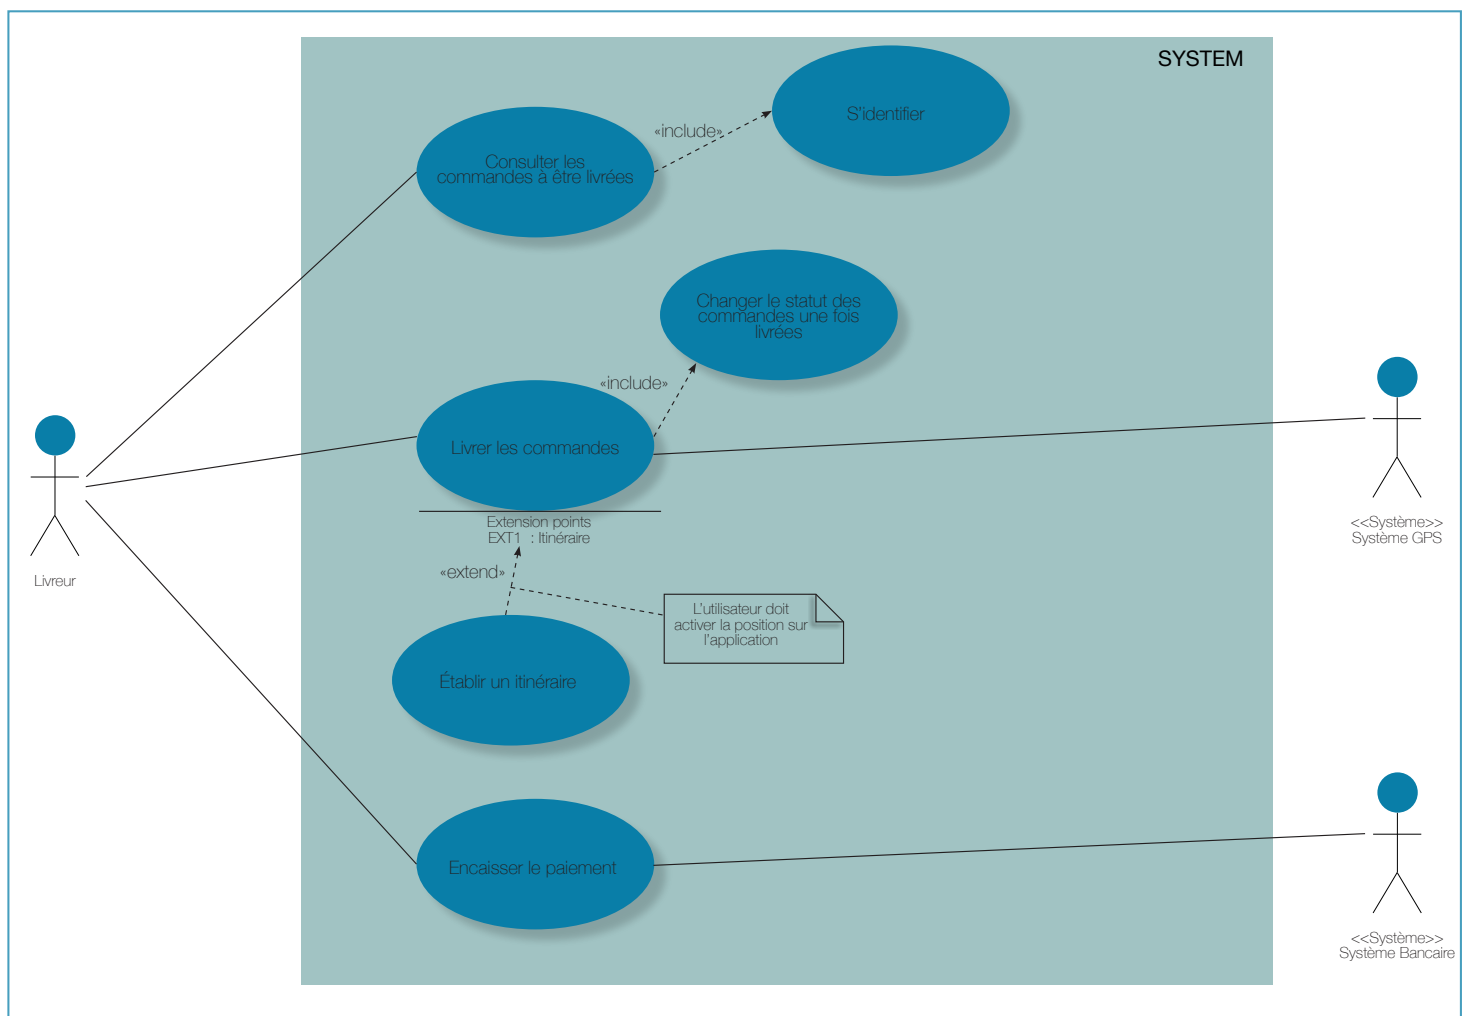 SYSTEM
S'identifier
«include»
Consulter les
commandes à être livrées
Changer le statut des
commandes une fois
livrées
«include»
Livrer les commandes
Extension points
EXT1 : Itinéraire
«extend»
L'utilisateur doit
activer la position sur
l'application
Établir un itinéraire
Encaisser le paiement
Livreur
<<Système>>
Système GPS
<<Système>>
Système Bancaire